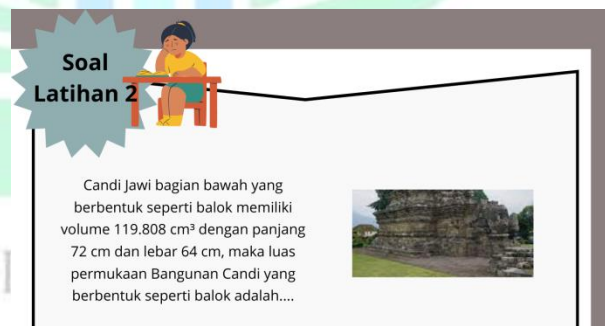 Soal
Latihan 2
Candi Jawi bagian bawah yang
berbentuk seperti balok memiliki
volume 119.808 cm³ dengan panjang
72 cm dan lebar 64 cm, maka luas
permukaan Bangunan Candi yang
berbentuk seperti balok adalah....